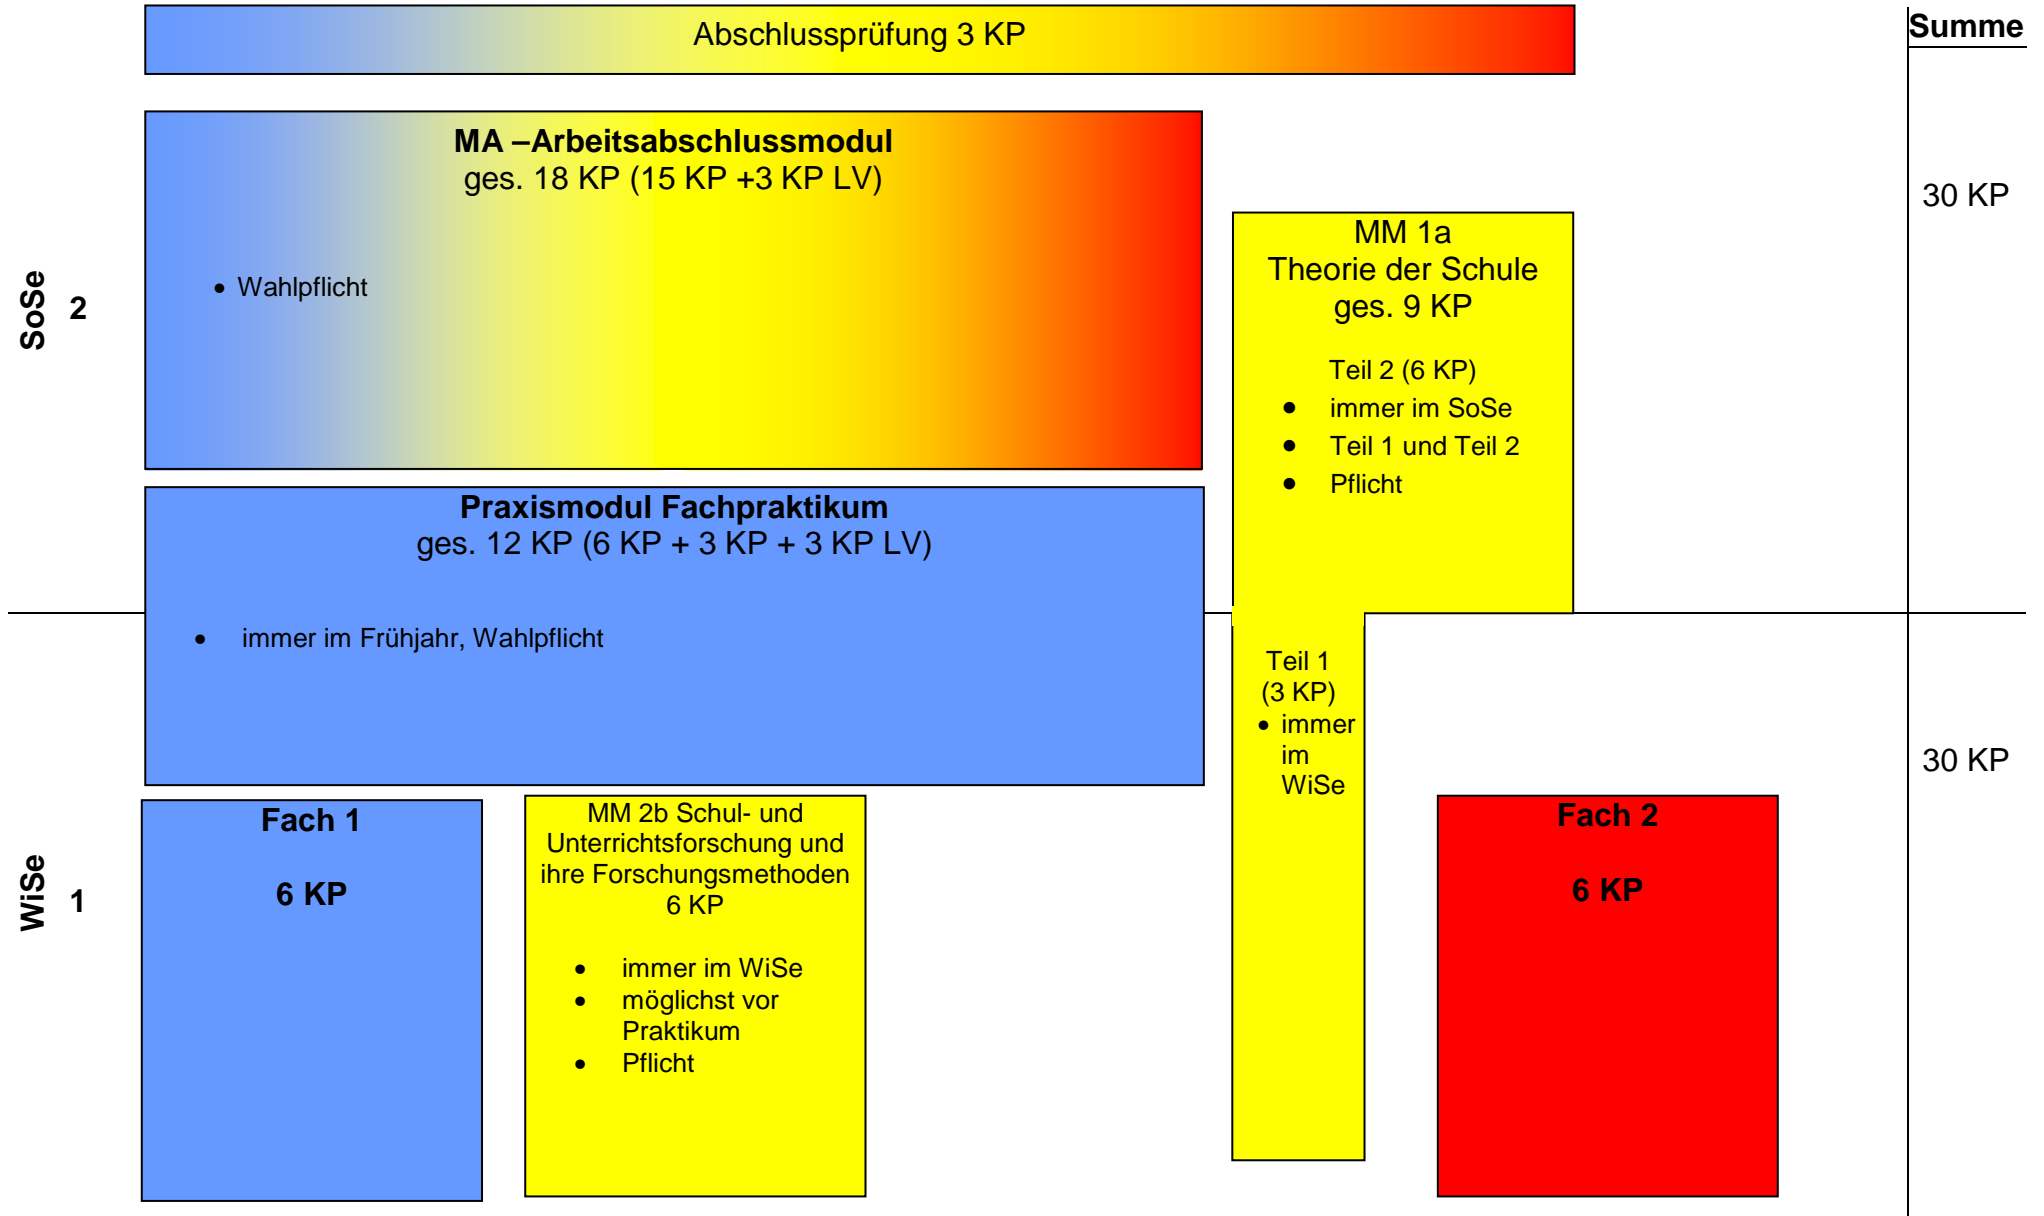 Abschlussprüfung 3 KP
Summe
MA –Arbeitsabschlussmodul
ges. 18 KP (15 KP +3 KP LV)
• Wahlpflicht
30 KP
SoSe
2
MM 1a
Theorie der Schule
ges. 9 KP
Teil 2 (6 KP)
• immer im SoSe
• Teil 1 und Teil 2
• Pflicht
Praxismodul Fachpraktikum
ges. 12 KP (6 KP + 3 KP + 3 KP LV)
• immer im Frühjahr, Wahlpflicht
Teil 1
(3 KP)
• immer
im
WiSe
30 KP
WiSe
1
Fach 1
6 KP
MM 2b Schul- und
Unterrichtsforschung und
ihre Forschungsmethoden
6 KP
• immer im WiSe
• möglichst vor
Praktikum
• Pflicht
Fach 2
6 KP